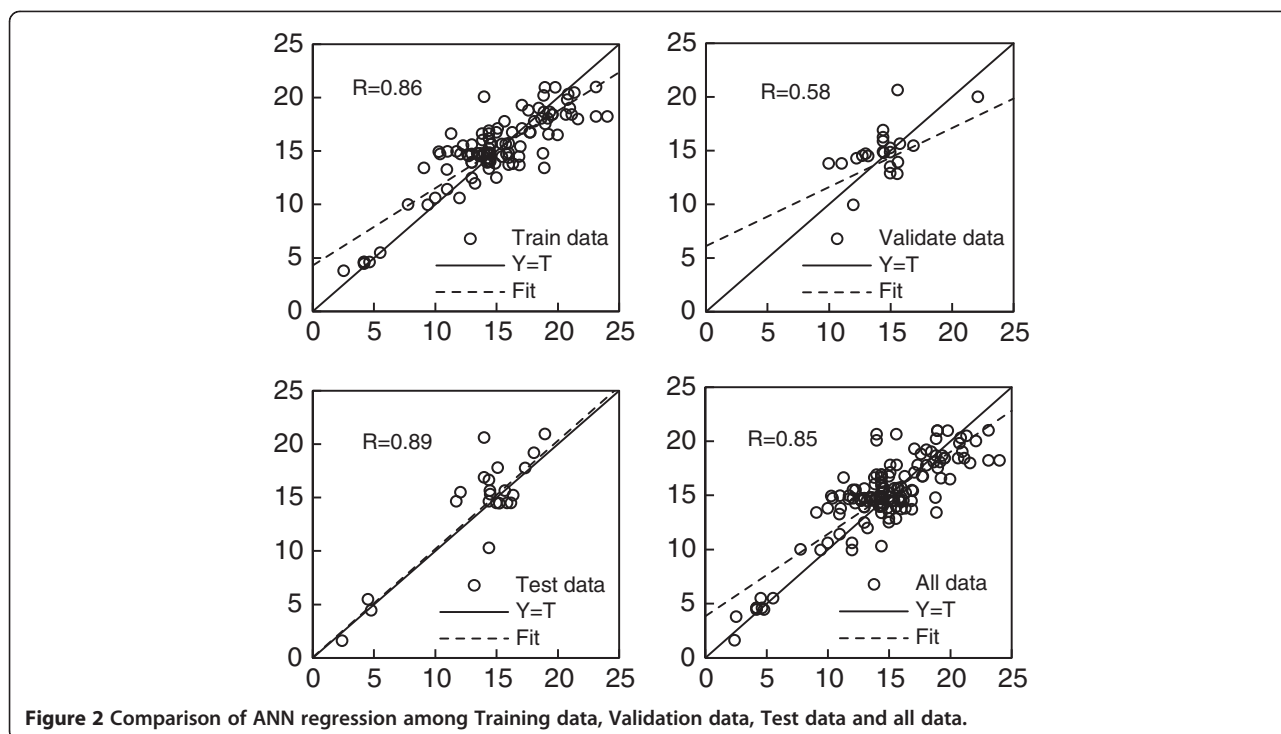 25
20
15
10
5
0
R=0.86
Train data
Y=T
Fit
0 5 10 15 20 25
25
20
15
10
5
0
R=0.58
Validate data
Y=T
Fit
0 5 10 15 20 25
25
20
15
10
5
0
R=0.89
Test data
Y=T
Fit
0 5 10 15 20 25
25
20
15
10
5
0
R=0.85
All data
Y=T
Fit
0 5 10 15 20 25
Figure 2 Comparison of ANN regression among Training data, Validation data, Test data and all data.